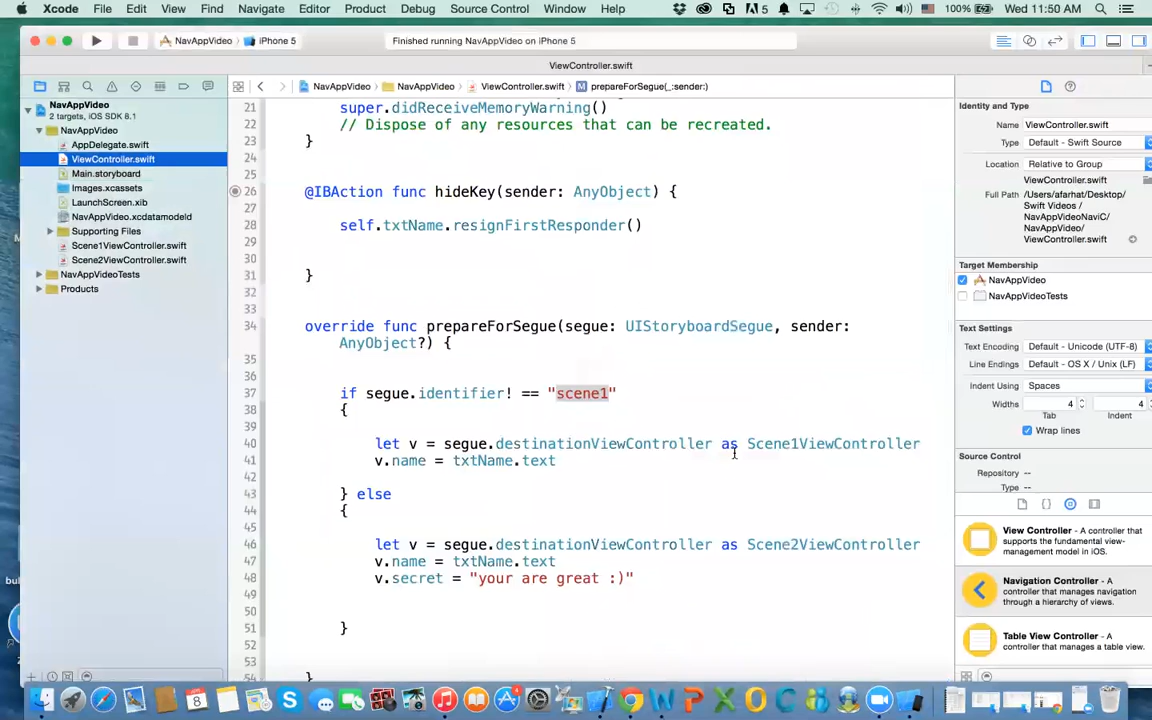 Xcode File Edit View Find Navigate Editor Product Debug Source Control Window Help 5 100% Wed 11:50 AM
NavAppVideo iPhone 5 Finished running NavAppVideo on iPhone 5
ViewController.swift
NavAppVideo NavAppVideo ViewController.swift M prepareForSegue(_:sender:)
NavAppVideo
2 targets, iOS SDK 8.1
NavAppVideo
AppDelegate.swift
ViewController.swift
Main.storyboard
Images.xcassets
LaunchScreen.xib
NavAppVideo.xcdatamodeld
Supporting Files
Scene1ViewController.swift
Scene2ViewController.swift
NavAppVideoTests
Products
21 super.didReceiveMemoryWarning()
22 // Dispose of any resources that can be recreated.
23 }
24
25
26 @IBAction func hideKey(sender: AnyObject) {
27
28 self.txtName.resignFirstResponder()
29
30
31 }
32
33
34 override func prepareForSegue(segue: UIStoryboardSegue, sender:
AnyObject?) {
35
36
37 if segue.identifier! == "scene1"
38 {
39
40 let v = segue.destinationViewController as Scene1ViewController
41 v.name = txtName.text
42
43 } else
44 {
45
46 let v = segue.destinationViewController as Scene2ViewController
47 v.name = txtName.text
48 v.secret = "your are great :)"
49
50
51 }
52
53
54 }
Identity and Type
Name ViewController.swift
Type Default - Swift Source
Location Relative to Group
ViewController.swift
Full Path /Users/afarhat/Desktop/
Swift Videos /
NavAppVideoNaviC/
NavAppVideo/
ViewController.swift
Target Membership
NavAppVideo
NavAppVideoTests
Text Settings
Text Encoding Default - Unicode (UTF-8)
Line Endings Default - OS X / Unix (LF)
Indent Using Spaces
Widths 4 4
Tab Indent
Wrap lines
Source Control
Repository --
Type --
View Controller - A controller that
supports the fundamental view-
management model in iOS.
Navigation Controller - A
controller that manages navigation
through a hierarchy of views.
Table View Controller - A
controller that manages a table view.